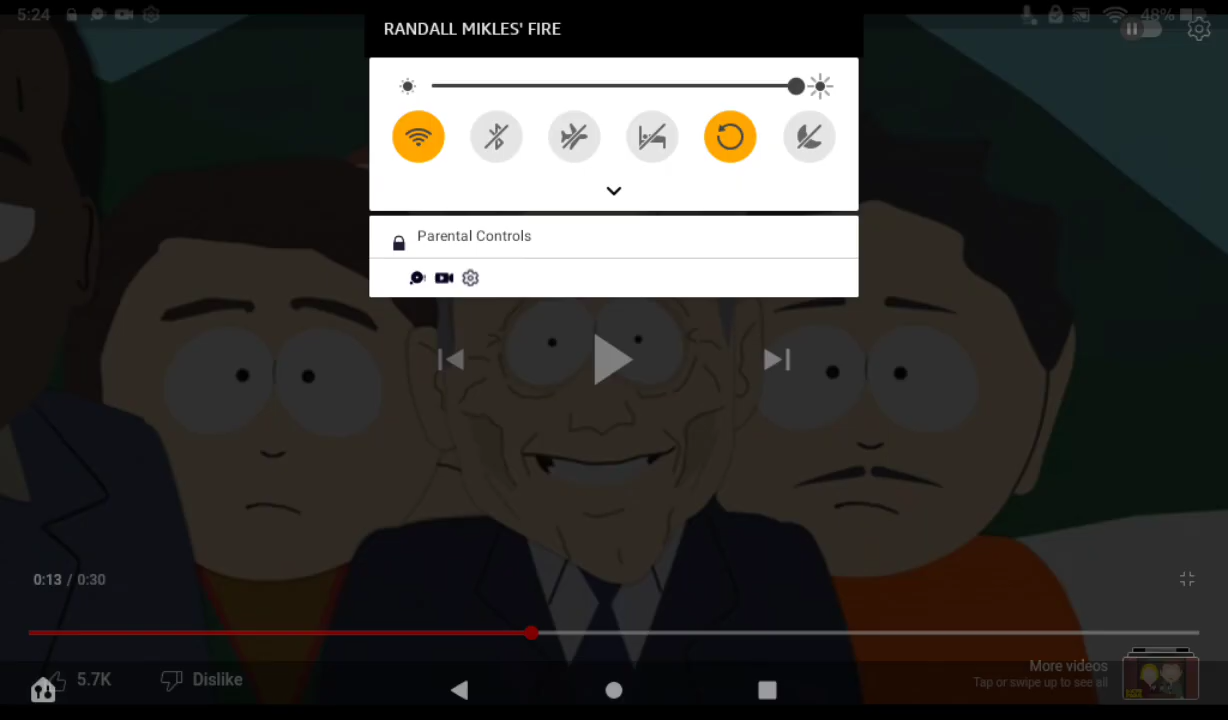 5:24
48%
RANDALL MIKLES' FIRE
Parental Controls
0:13 / 0:30
5.7K
Dislike
More videos
Tap or swipe up to see all